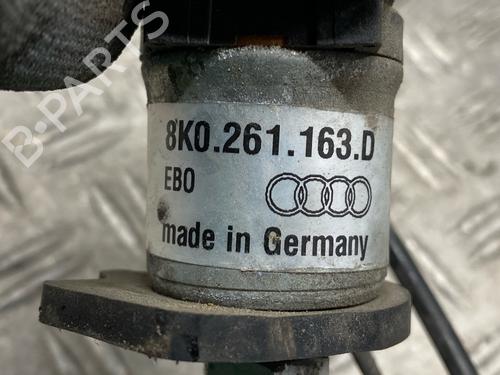 B-PARTS
8K0.261.163.D
EBO
made in Germany